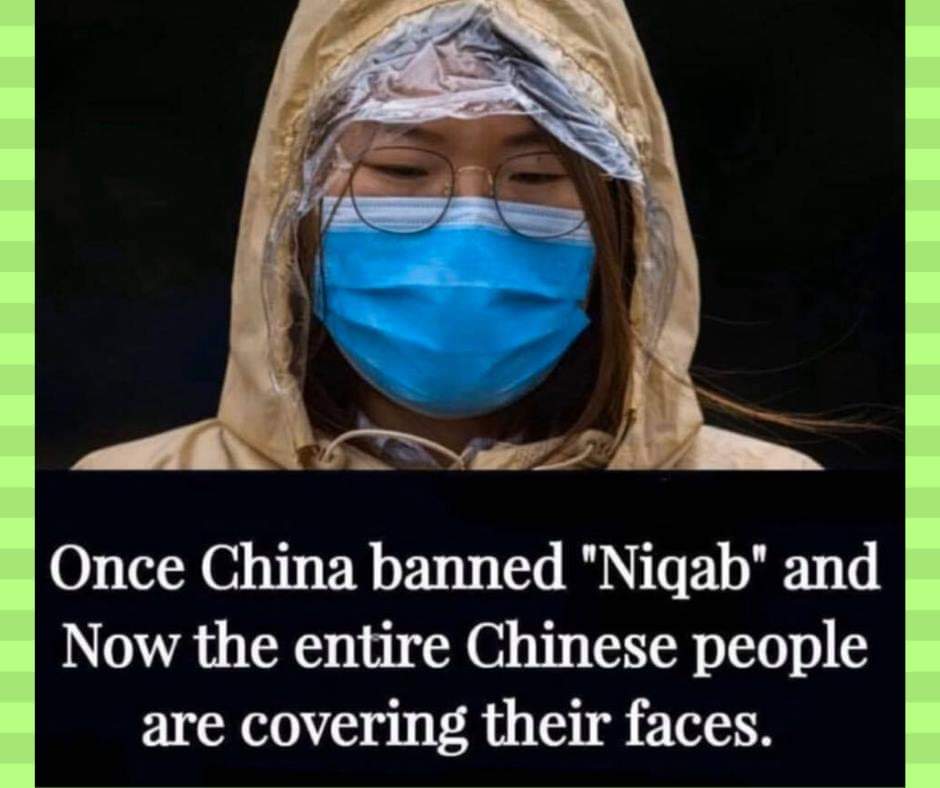 Once China banned "Niqab" and
Now the entire Chinese people
are covering their faces.